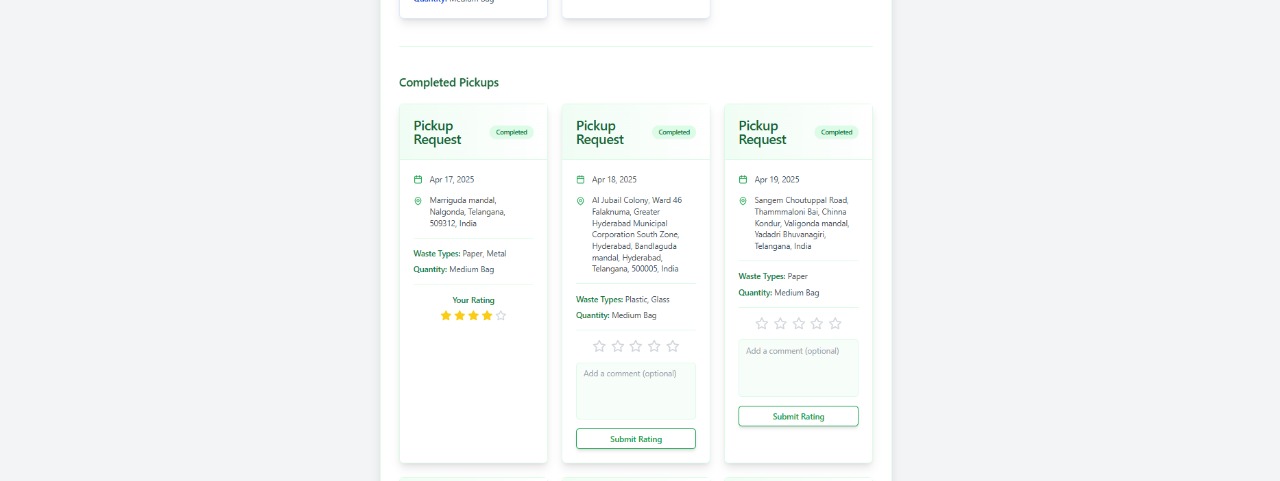 Quantity: Medium Bag
Completed Pickups
Pickup
Request
Completed
Apr 17, 2025
Marriguda mandal,
Nalgonda, Telangana,
509312, India
Waste Types: Paper, Metal
Quantity: Medium Bag
Your Rating
Pickup
Request
Completed
Apr 18, 2025
Al Jubail Colony, Ward 46
Falaknuma, Greater
Hyderabad Municipal
Corporation South Zone,
Hyderabad, Bandlaguda
mandal, Hyderabad,
Telangana, 500005, India
Waste Types: Plastic, Glass
Quantity: Medium Bag
Add a comment (optional)
Submit Rating
Pickup
Request
Completed
Apr 19, 2025
Sangem Choutuppal Road,
Thammmaloni Bai, Chinna
Kondur, Valigonda mandal,
Yadadri Bhuvanagiri,
Telangana, India
Waste Types: Paper
Quantity: Medium Bag
Add a comment (optional)
Submit Rating